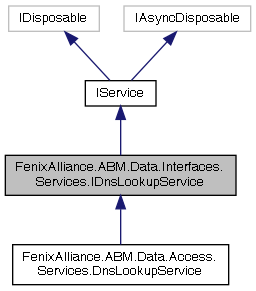 IDisposable
IAsyncDisposable
IService
FenixAlliance.ABM.Data.Interfaces.
Services.IDnsLookupService
FenixAlliance.ABM.Data.Access.
Services.DnsLookupService